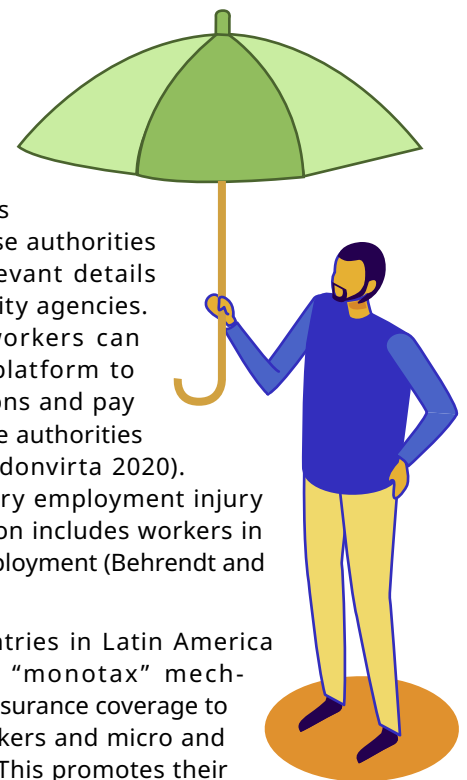 s
se authorities
evant details
ity agencies.
workers can
platform to
ons and pay
e authorities
donvirta 2020).
ry employment injury
on includes workers in
ployment (Behrendt and
ntries in Latin America
“monotax” mech-
surance coverage to
kers and micro and
This promotes their